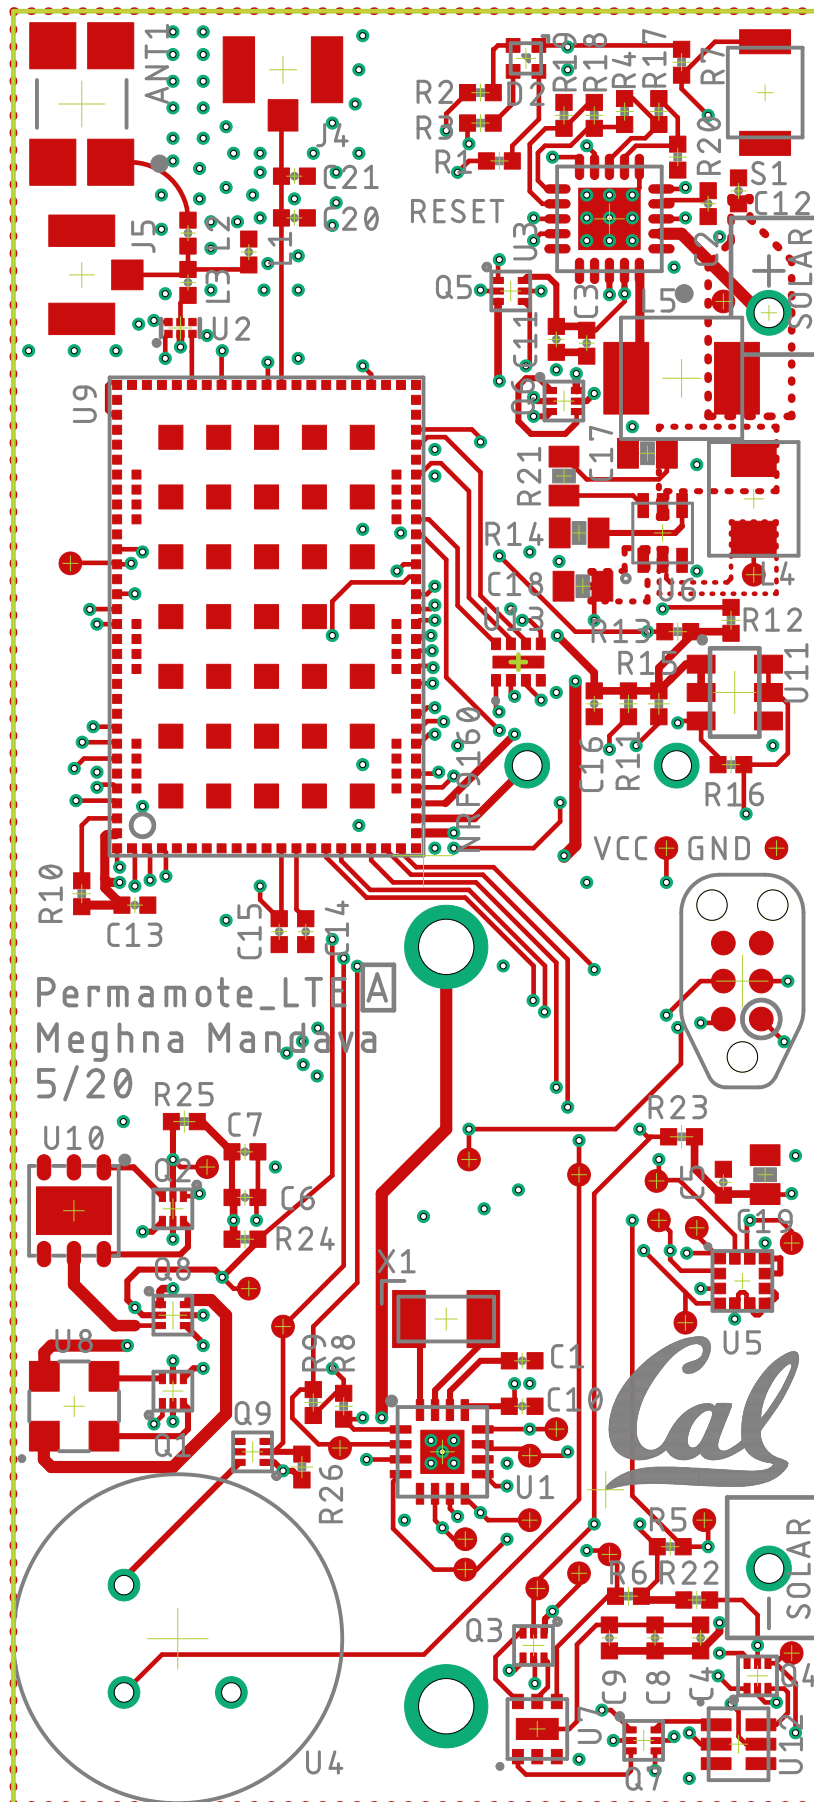 ANT1
J4
C21
C20
J5
L2
L1
L3
U2
R19
R18
R4
R17
R7
R2
D2
R3
R1
R20
S1
C12
RESET
U3
C2
SOLAR
+
Q5
C3
L5
C11
Q6
U9
C17
R21
R14
C18
U6
L4
U13
R13
R12
R15
U11
NRF9160
C16
R11
R16
VCC
GND
R10
C13
C15
C14
Permamote_LTE A
Meghna Mandava
5/20
R25
C7
R23
U10
Q2
C5
C6
C19
R24
Q8
X1
U5
U8
R9
R8
C1
C10
Cal
Q9
Q1
U1
R26
R5
R6
R22
SOLAR
Q3
C9
C8
C4
Q4
U7
U12
U4
Q7